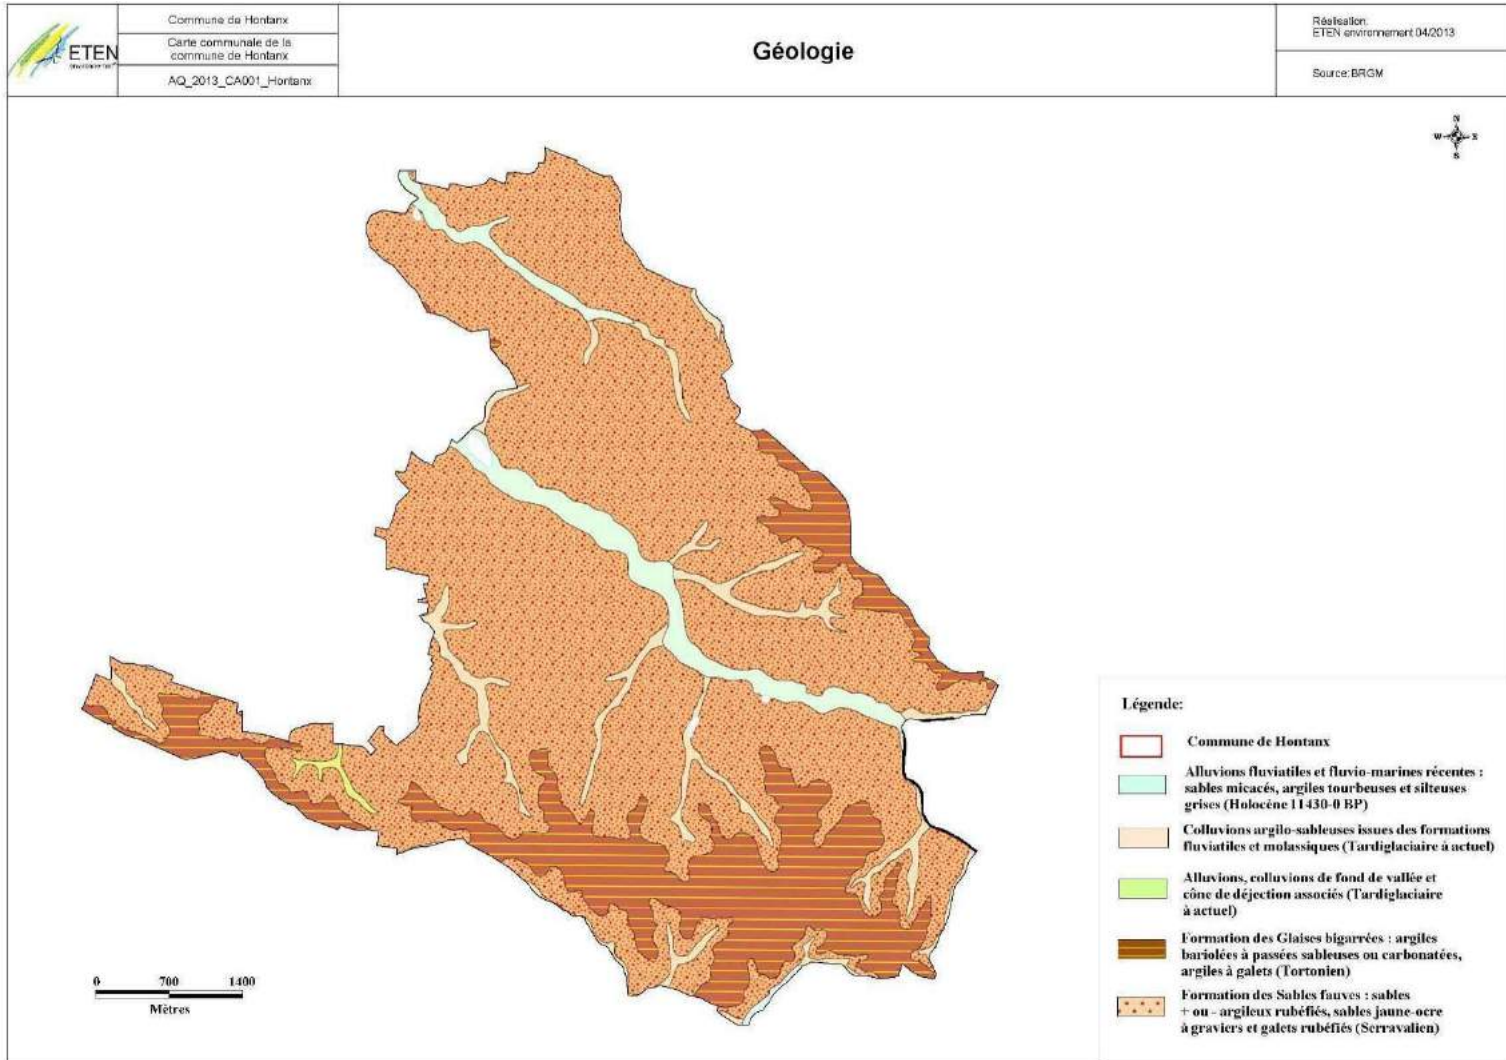 ETEN
environnement
Commune de Hontanx
Carte communale de la
commune de Hontanx
AQ_2013_CA001_Hontanx
Géologie
Réalisation:
ETEN environnement 04/2013
Source: BRGM
N
W
E
S
Légende:
Commune de Hontanx
Alluvions fluviatiles et fluvio-marines récentes :
sables micacés, argiles tourbeuses et silteuses
grises (Holocène 11430-0 BP)
Colluvions argilo-sableuses issues des formations
fluviatiles et molassiques (Tardiglaciaire à actuel)
Alluvions, colluvions de fond de vallée et
cône de déjection associés (Tardiglaciaire
à actuel)
Formation des Glaises bigarrées : argiles
bariolées à passées sableuses ou carbonatées,
argiles à galets (Tortonien)
Formation des Sables fauves : sables
+ ou - argileux rubéfiés, sables jaune-ocre
à graviers et galets rubéfiés (Serravalien)
0 700 1400
Mètres